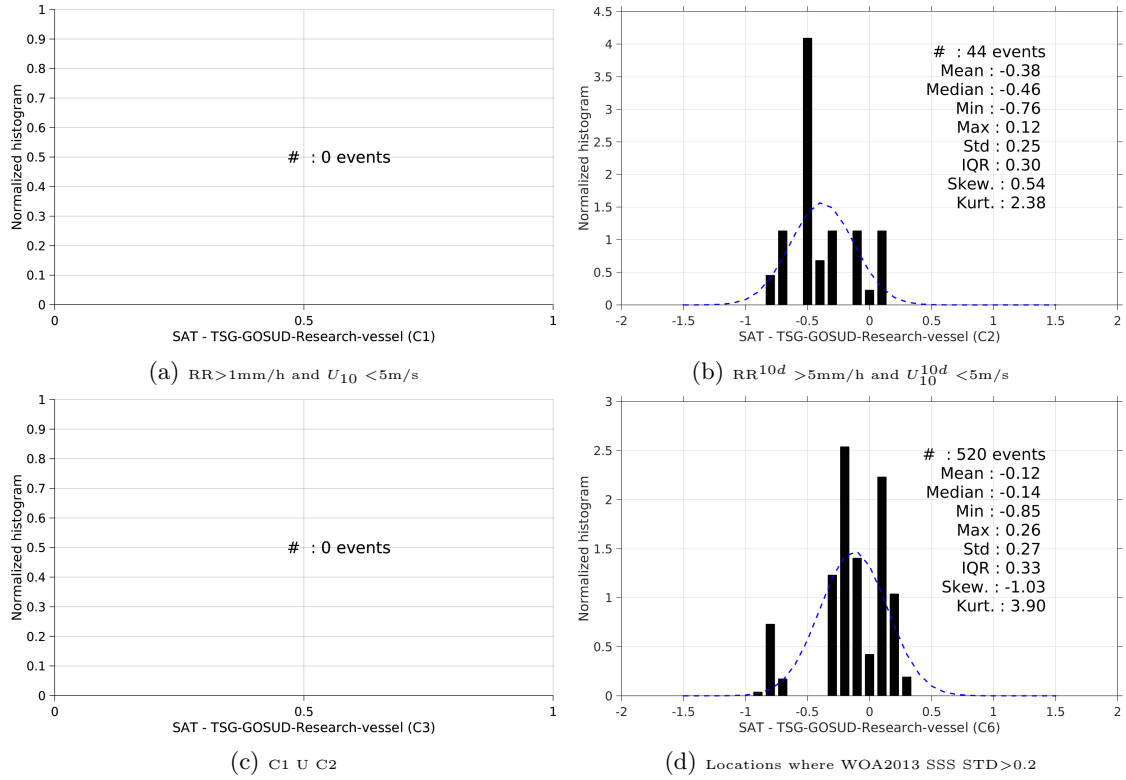 1
0.9
0.8
0.7
0.6
0.5
0.4
0.3
0.2
0.1
0
Normalized histogram
# : 0 events
0 0.5 1
SAT - TSG-GOSUD-Research-vessel (C1)
(a) RR>1mm/h and U10 <5m/s
4.5
4
3.5
3
2.5
2
1.5
1
0.5
0
Normalized histogram
# : 44 events
Mean : -0.38
Median : -0.46
Min : -0.76
Max : 0.12
Std : 0.25
IQR : 0.30
Skew. : 0.54
Kurt. : 2.38
-2 -1.5 -1 -0.5 0 0.5 1 1.5 2
SAT - TSG-GOSUD-Research-vessel (C2)
(b) RR10d >5mm/h and U10d10 <5m/s
1
0.9
0.8
0.7
0.6
0.5
0.4
0.3
0.2
0.1
0
Normalized histogram
# : 0 events
0 0.5 1
SAT - TSG-GOSUD-Research-vessel (C3)
(c) C1 U C2
3
2.5
2
1.5
1
0.5
0
Normalized histogram
# : 520 events
Mean : -0.12
Median : -0.14
Min : -0.85
Max : 0.26
Std : 0.27
IQR : 0.33
Skew. : -1.03
Kurt. : 3.90
-2 -1.5 -1 -0.5 0 0.5 1 1.5 2
SAT - TSG-GOSUD-Research-vessel (C6)
(d) Locations where WOA2013 SSS STD>0.2